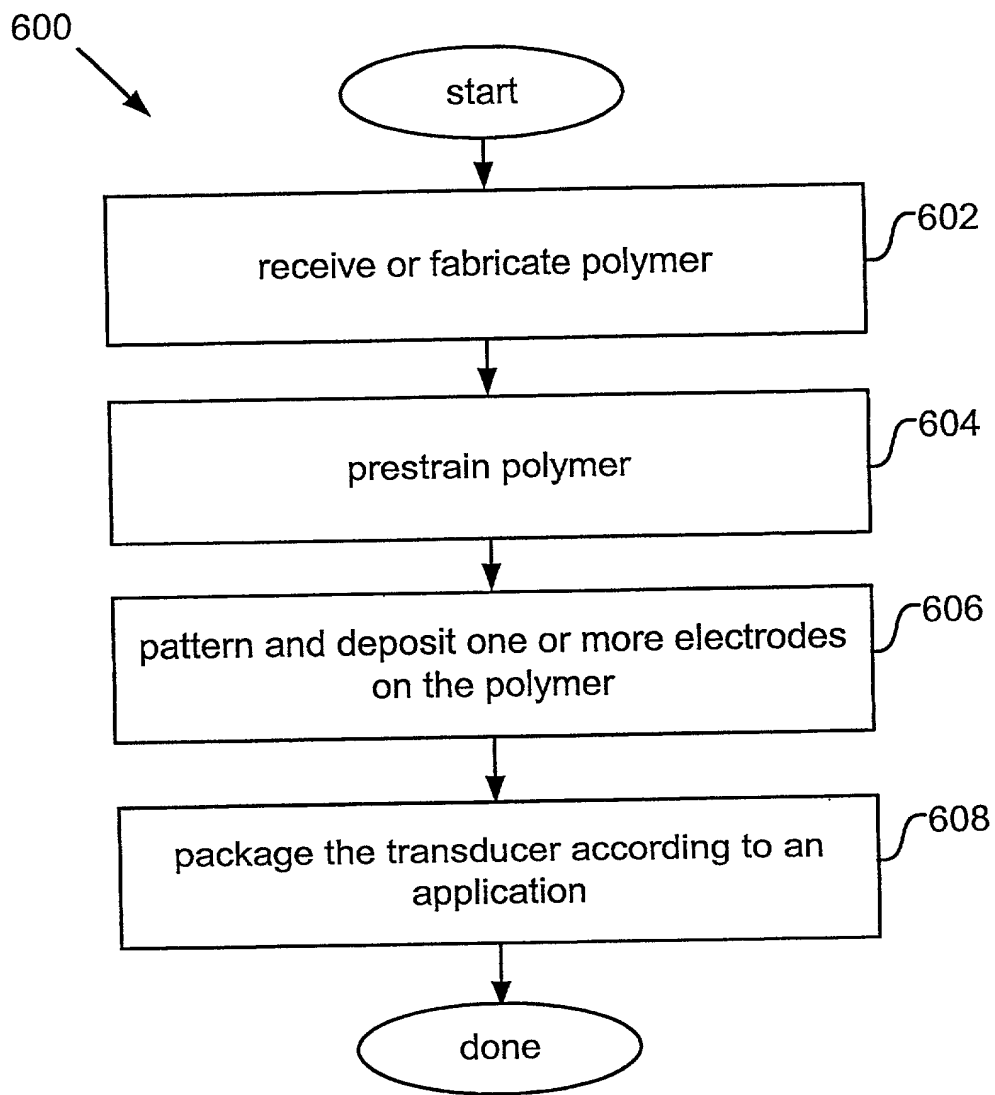 600
start
receive or fabricate polymer
602
prestrain polymer
604
pattern and deposit one or more electrodes
on the polymer
606
package the transducer according to an
application
608
done